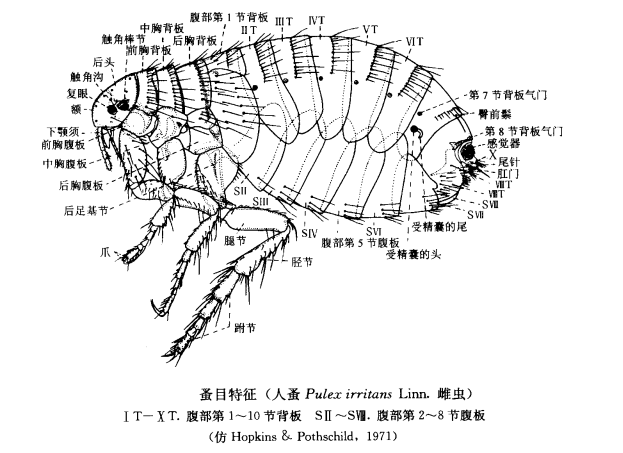 腹部第1节背板
中胸背板
ⅡT
ⅢT
ⅣT
ⅤT
ⅥT
触角棒节
后胸背板
前胸背板
后头
触角沟
复眼
额
下颚须
前胸腹板
中胸腹板
后胸腹板
后足基节
爪
第7节背板气门
臀前鬃
第8节背板气门
感觉器
X
尾针
肛门
ⅧT
ⅧT
SⅧ
SⅦ
受精囊的尾
受精囊的头
SⅡ
SⅢ
SⅣ
腹部第5节腹板
SⅥ
腿节
胫节
跗节
蚤目特征（人蚤 Pulex irritans Linn. 雌虫）
ⅠT—ⅩT. 腹部第1～10节背板 SⅡ～SⅧ. 腹部第2～8节腹板
（仿 Hopkins & Pothschild, 1971）